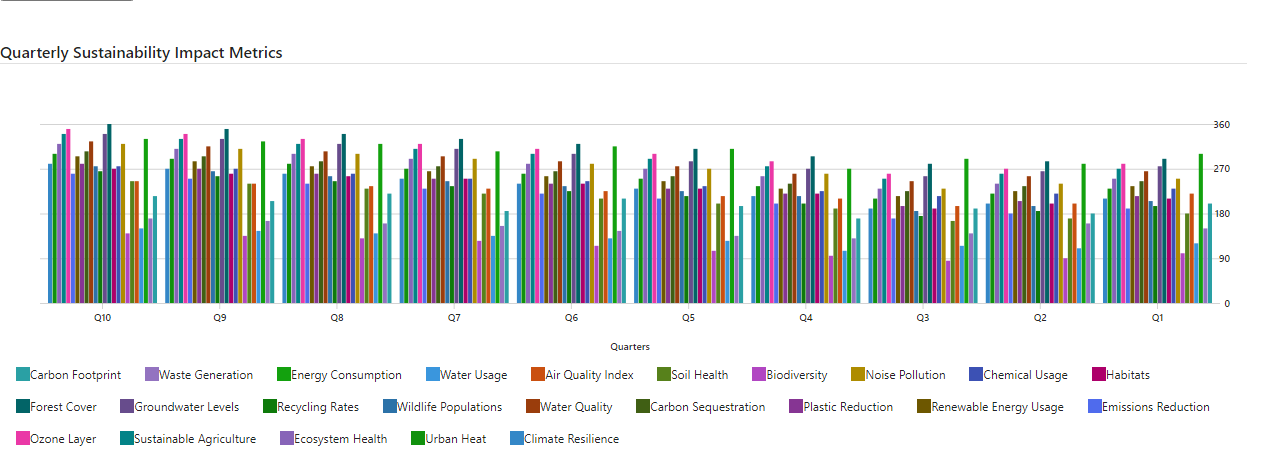 Quarterly Sustainability Impact Metrics
360
270
180
90
0
Q10 Q9 Q8 Q7 Q6 Q5 Q4 Q3 Q2 Q1
Quarters
Carbon Footprint Waste Generation Energy Consumption Water Usage Air Quality Index Soil Health Biodiversity Noise Pollution Chemical Usage Habitats
Forest Cover Groundwater Levels Recycling Rates Wildlife Populations Water Quality Carbon Sequestration Plastic Reduction Renewable Energy Usage Emissions Reduction
Ozone Layer Sustainable Agriculture Ecosystem Health Urban Heat Climate Resilience